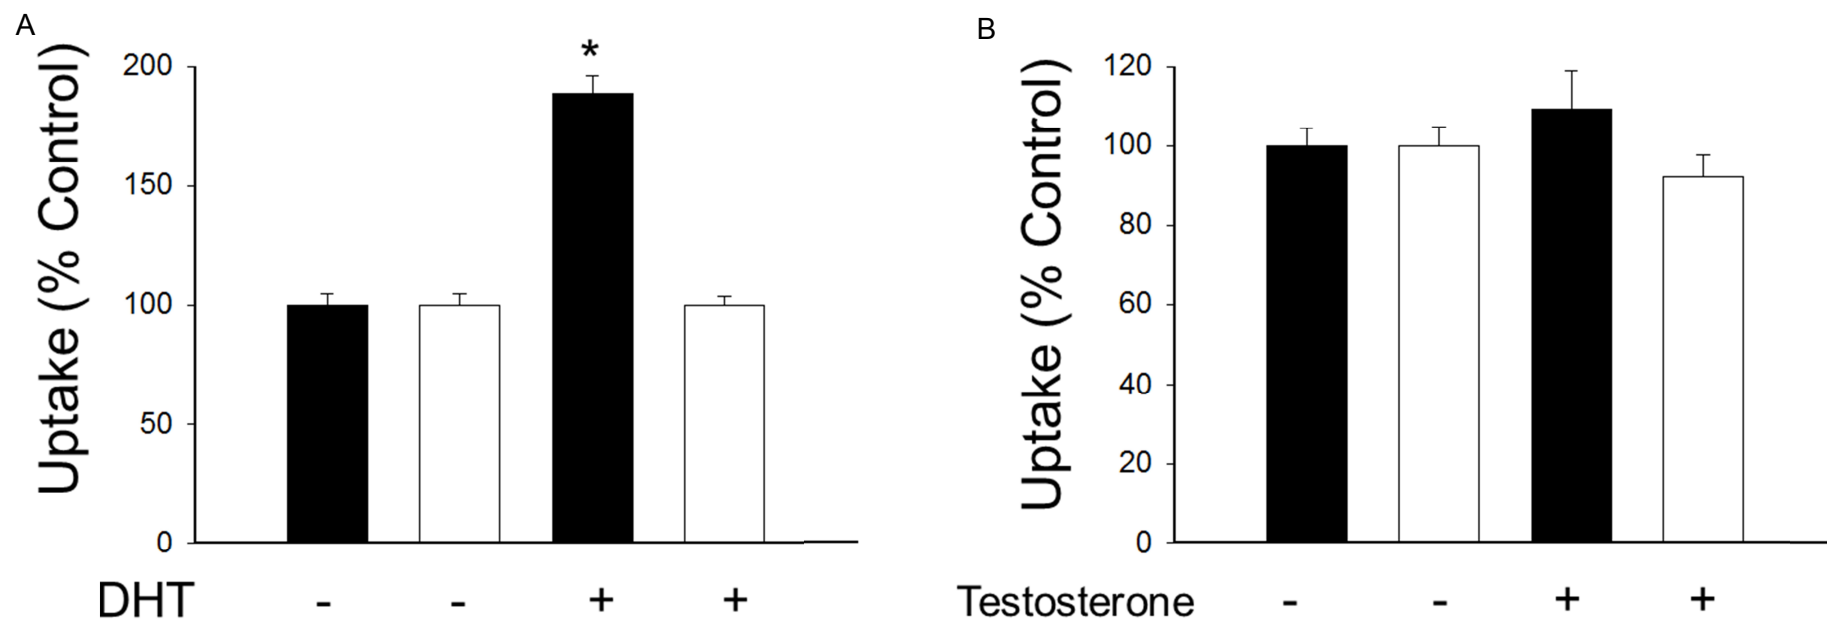 A
Uptake (% Control)
*
200
150
100
50
0
DHT - - + +
B
Uptake (% Control)
120
100
80
60
40
20
0
Testosterone - - + +